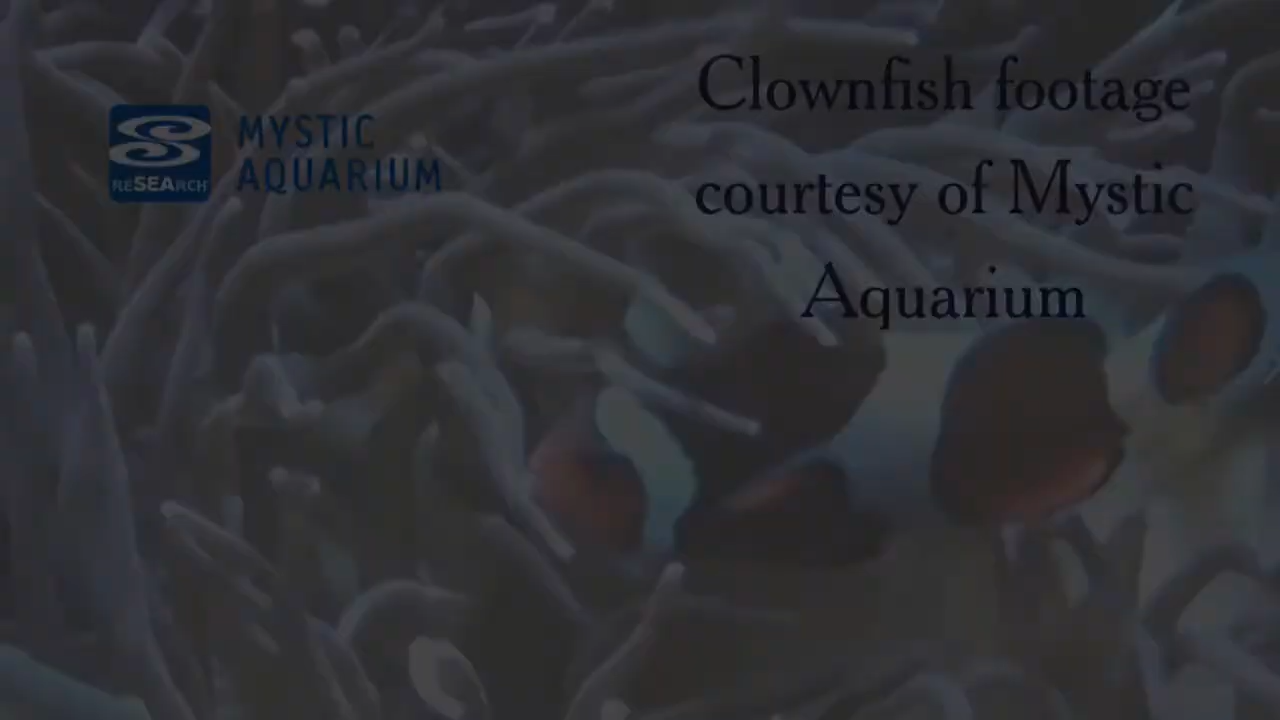 MYSTIC
AQUARIUM
RESEARCH
Clownfish footage
courtesy of Mystic
Aquarium